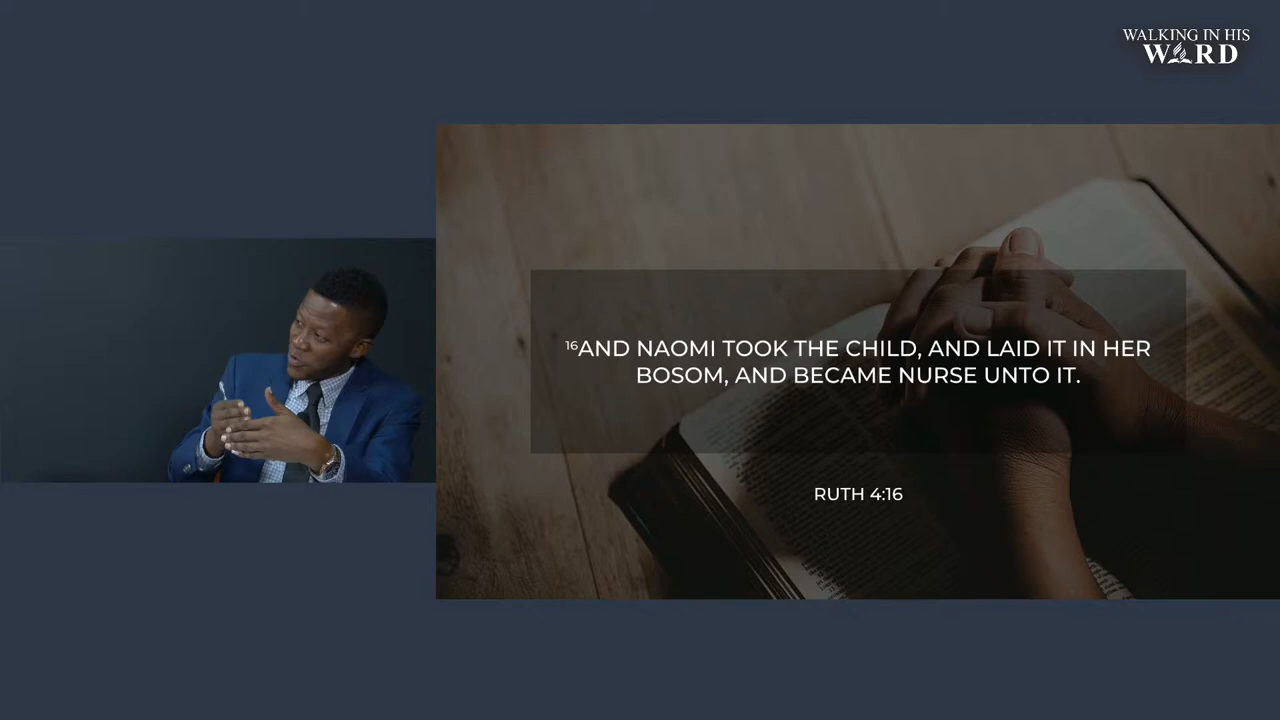 WALKING IN HIS
WORD
¹⁶AND NAOMI TOOK THE CHILD, AND LAID IT IN HER
BOSOM, AND BECAME NURSE UNTO IT.
RUTH 4:16